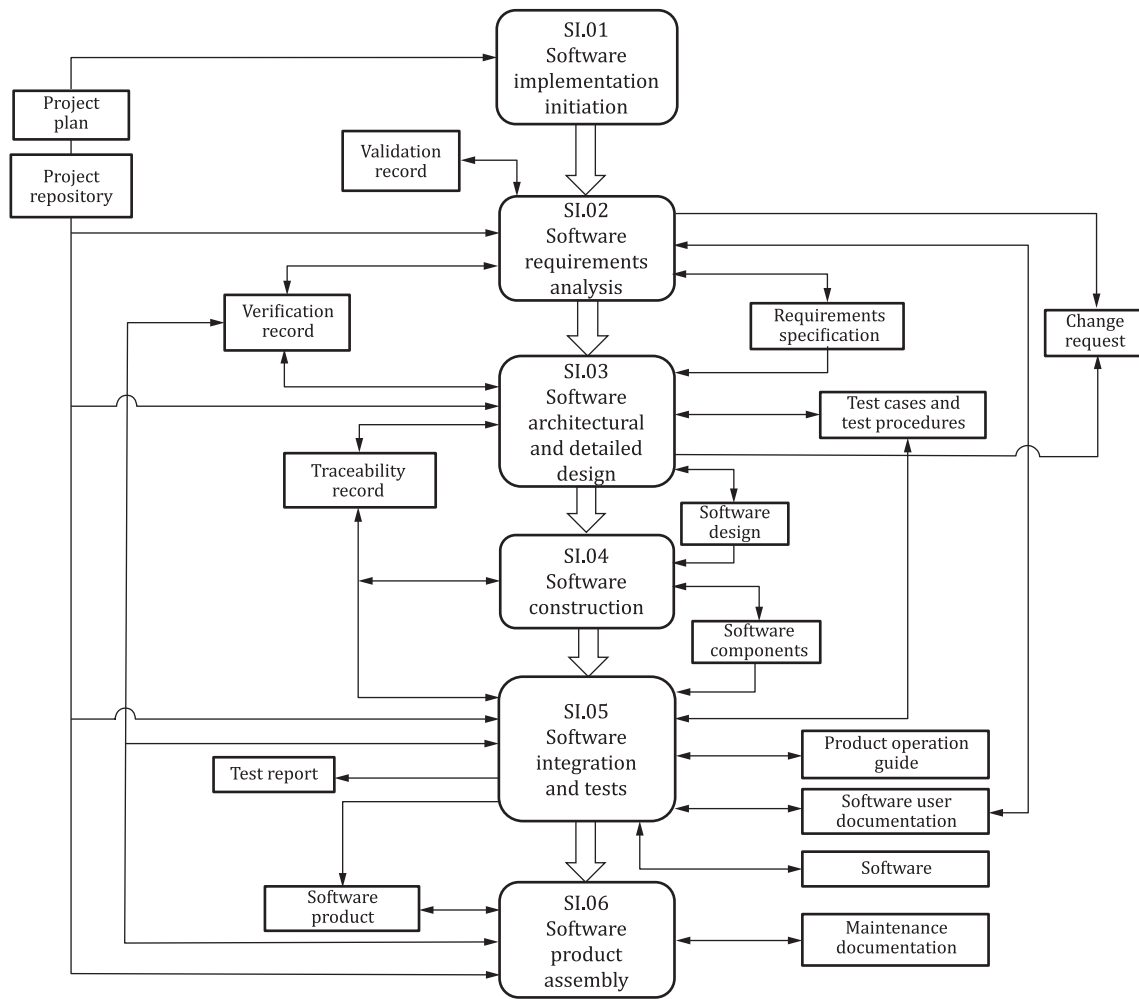 SI.01
Software
implementation
initiation
Project
plan
Project
repository
Validation
record
SI.02
Software
requirements
analysis
Verification
record
Requirements
specification
Change
request
SI.03
Software
architectural
and detailed
design
Test cases and
test procedures
Traceability
record
Software
design
SI.04
Software
construction
Software
components
SI.05
Software
integration
and tests
Product operation
guide
Test report
Software user
documentation
Software
Software
product
SI.06
Software
product
assembly
Maintenance
documentation